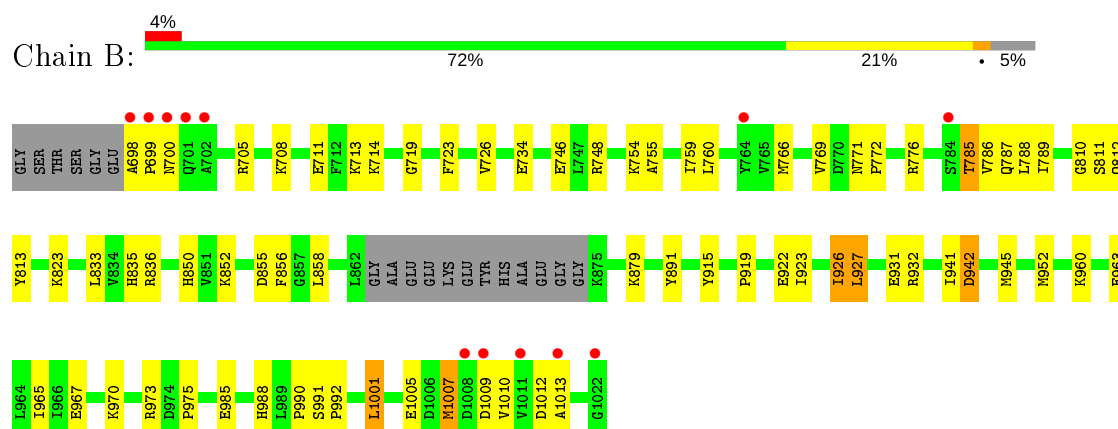 4%
Chain B:
72% 21% • 5%
GLY SER THR SER GLY GLU A698 P699 N700 Q701 A702 R705 K708 E711 F712 K713 K714 G719 F723 V726 E734 E746 L747 R748 K754 A755 I759 L760 Y764 V765 M766 V769 D770 N771 P772 R776 S784 T785 V786 Q787 L788 I789 G810 S811
Y813 K823 L833 V834 H835 R836 H850 V851 K852 D855 F856 G857 L858 L862 GLY ALA GLU GLU LYS GLU TYR HIS ALA GLU GLY GLY K875 K879 Y891 Y915 P919 E922 I923 I926 L927 E931 R932 I941 D942 M945 M952 K960
L964 I965 I966 E967 K970 R973 D974 P975 E985 H988 L989 P990 S991 P992 L1001 E1005 D1006 M1007 D1008 D1009 V1010 V1011 D1012 A1013 G1022